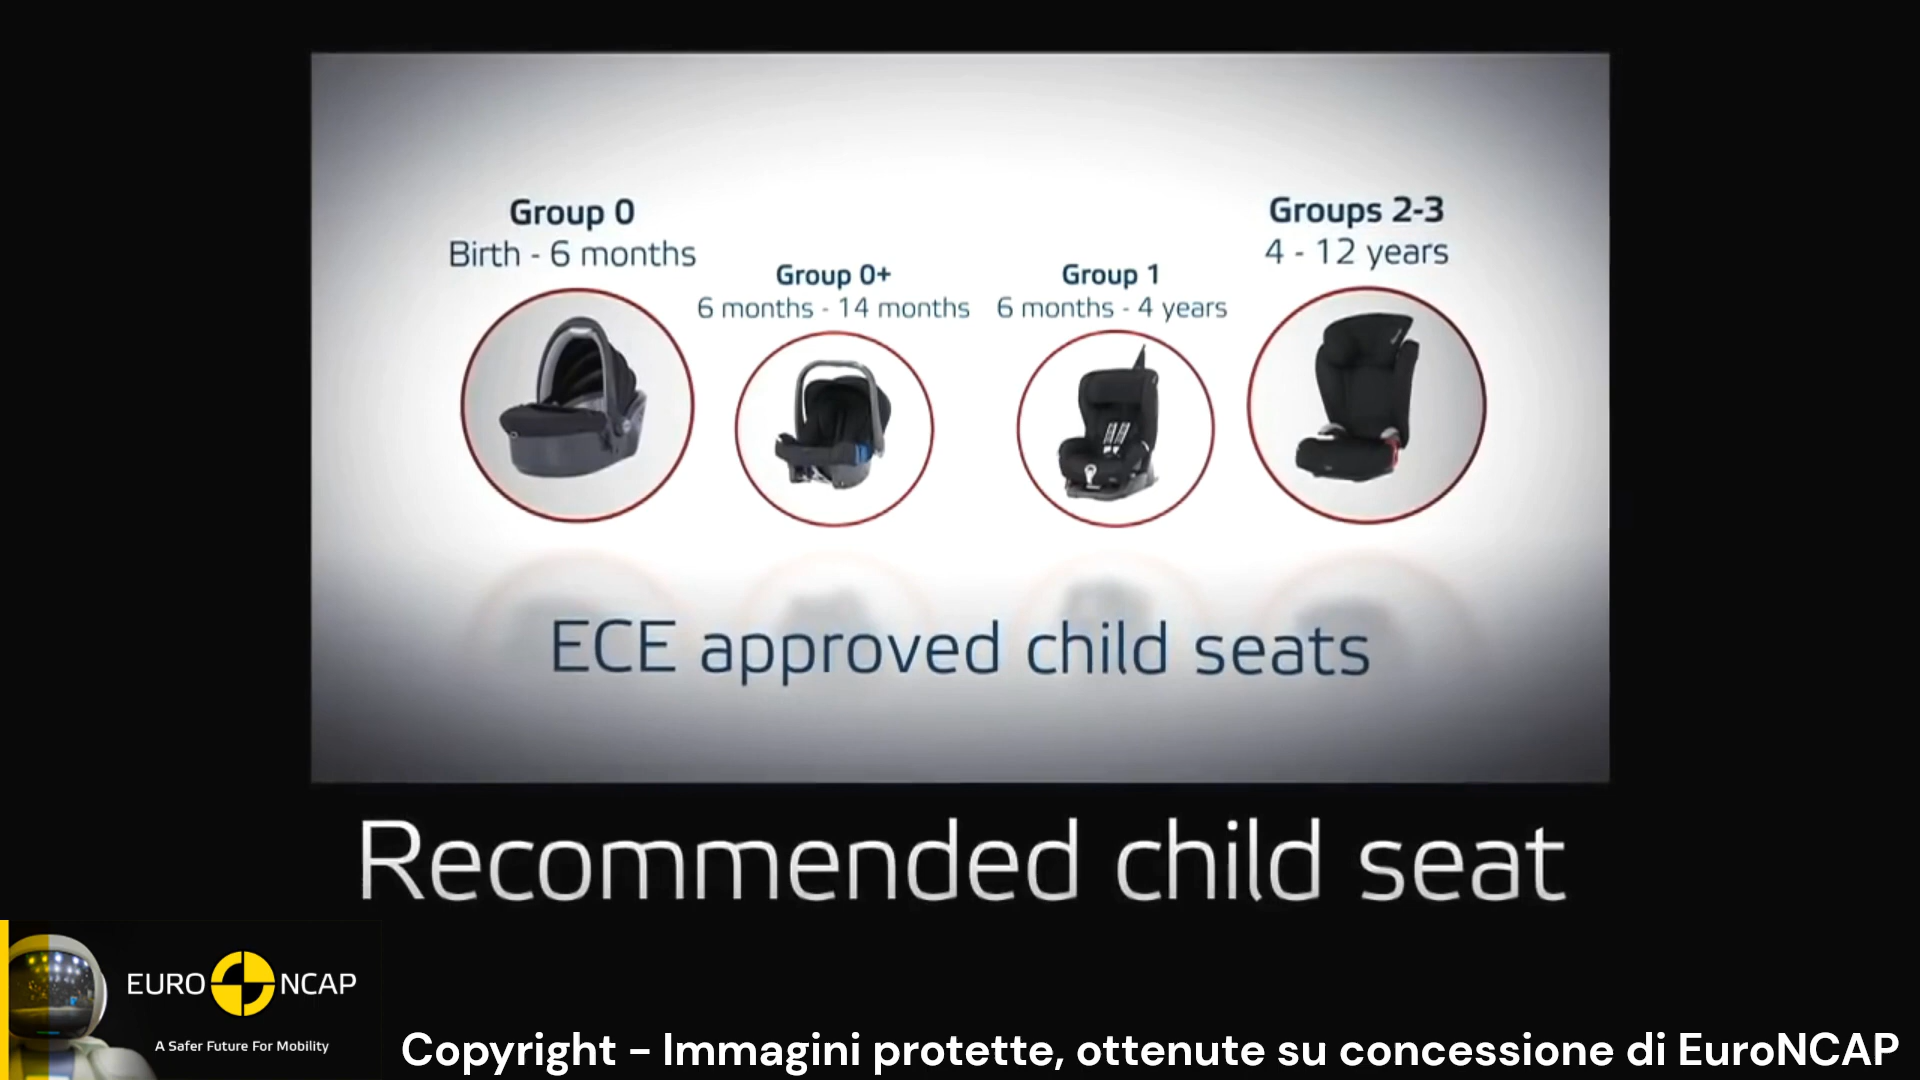 Group 0
Birth - 6 months
Group 0+
6 months - 14 months
Group 1
6 months - 4 years
Groups 2-3
4 - 12 years
ECE approved child seats
Recommended child seat
EURO NCAP
A Safer Future For Mobility
Copyright – Immagini protette, ottenute su concessione di EuroNCAP